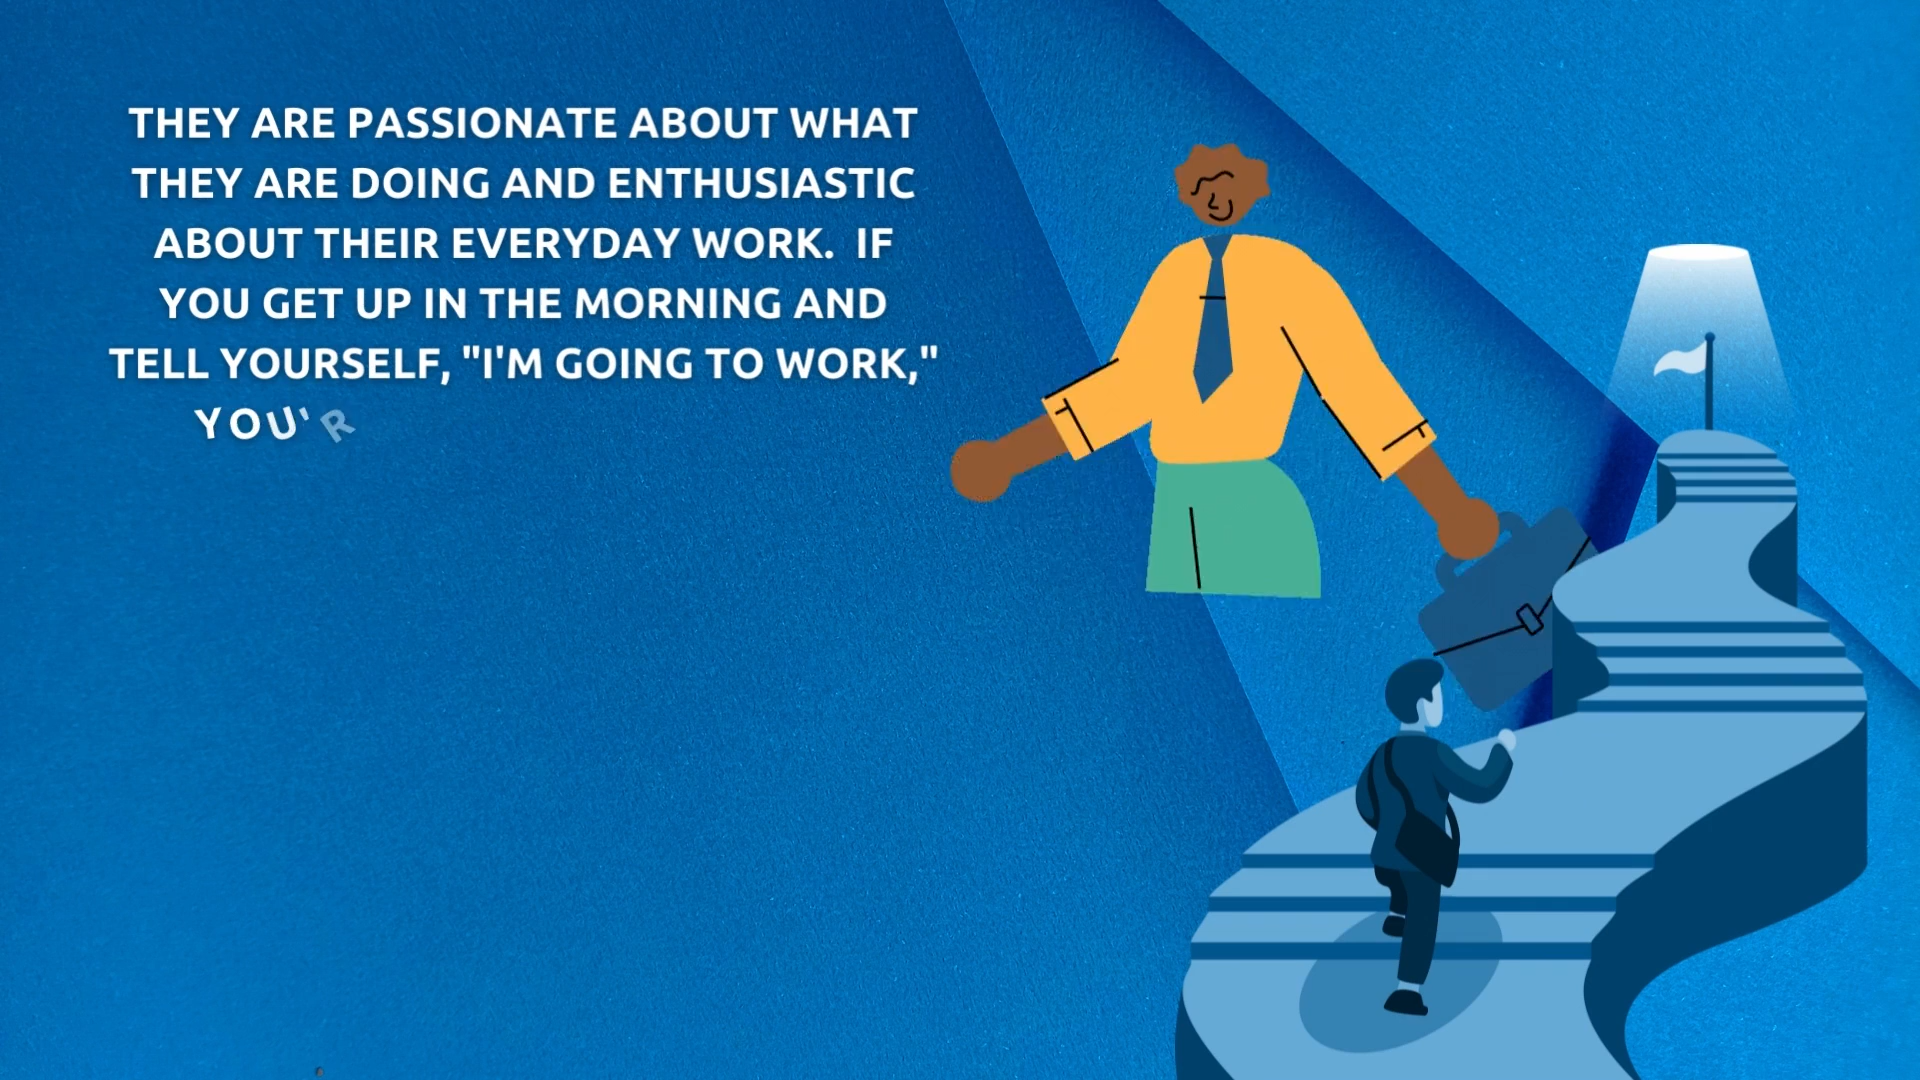 THEY ARE PASSIONATE ABOUT WHAT
THEY ARE DOING AND ENTHUSIASTIC
ABOUT THEIR EVERYDAY WORK.  IF
YOU GET UP IN THE MORNING AND
TELL YOURSELF, "I'M GOING TO WORK,"
YOU'R